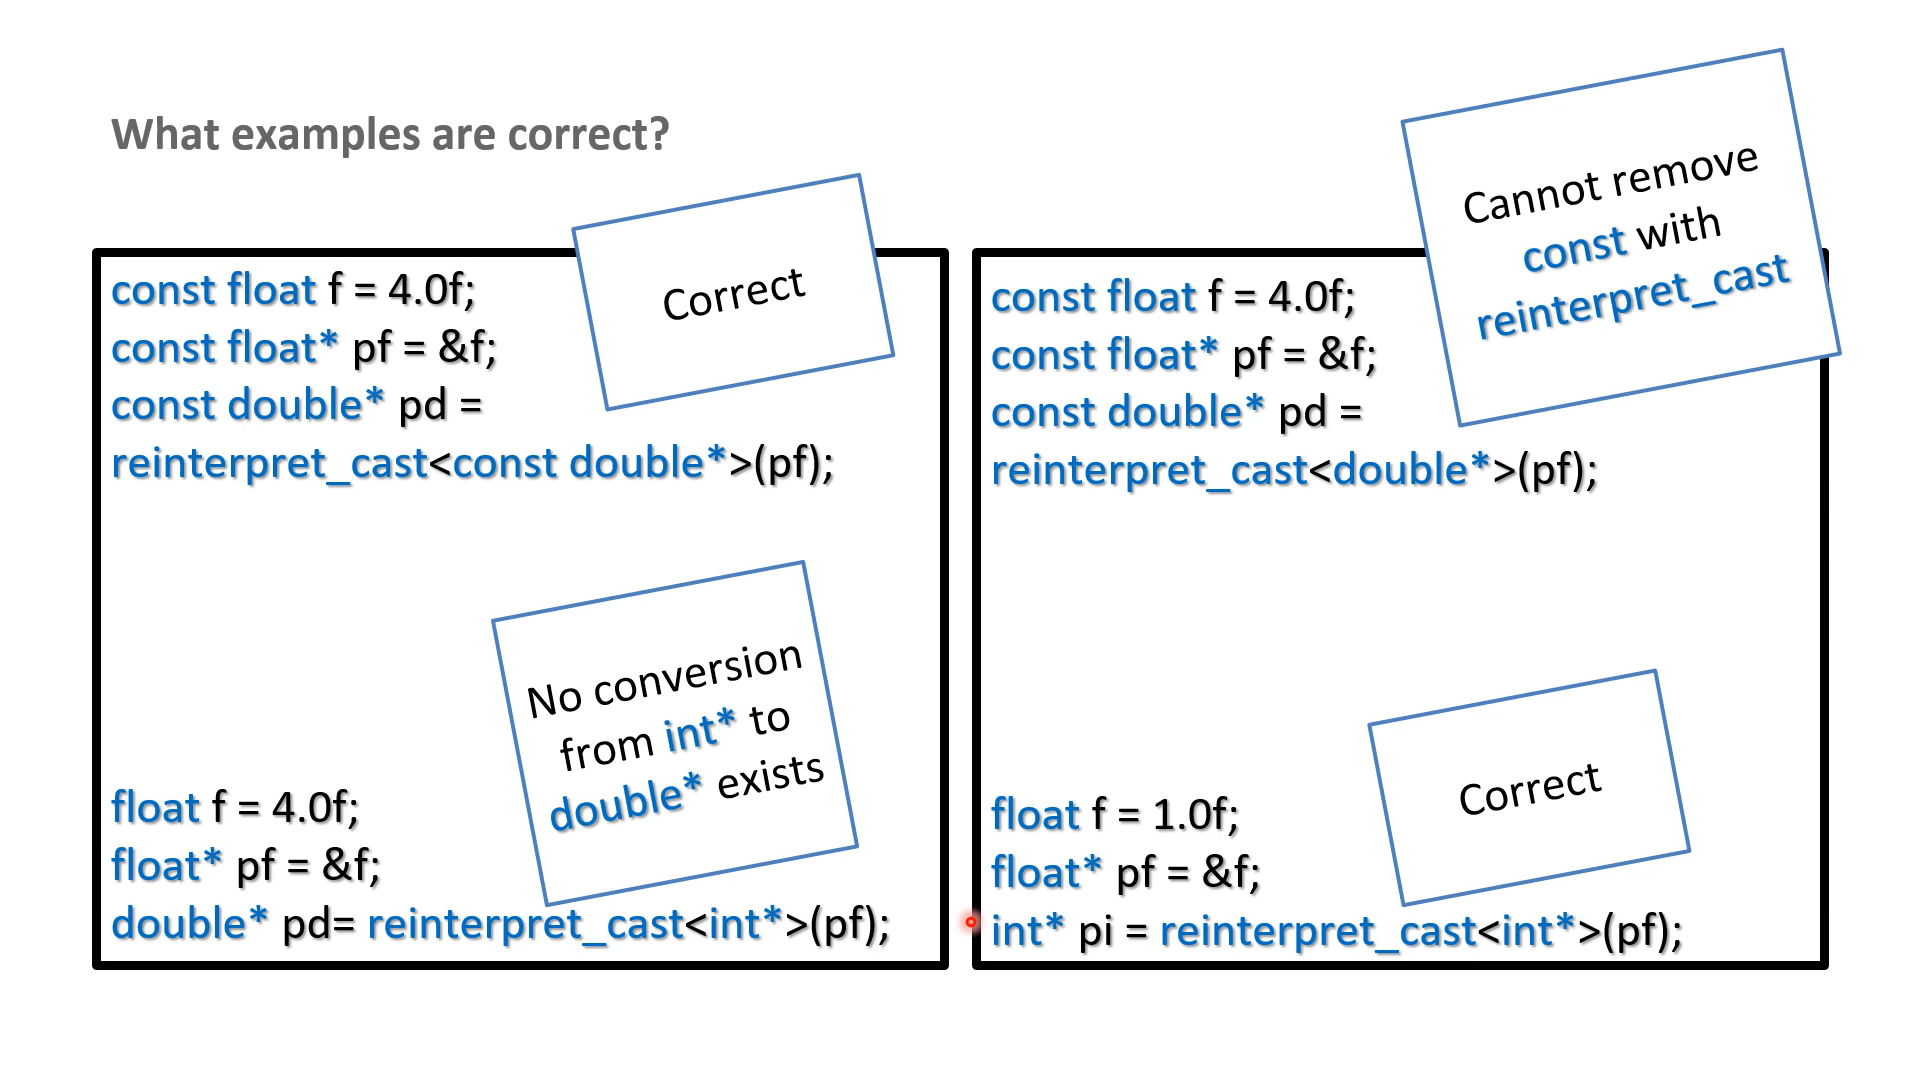 What examples are correct?
const float f = 4.0f;
const float* pf = &f;
const double* pd =
reinterpret_cast<const double*>(pf);
Correct
float f = 4.0f;
float* pf = &f;
double* pd= reinterpret_cast<int*>(pf);
No conversion
from int* to
double* exists
const float f = 4.0f;
const float* pf = &f;
const double* pd =
reinterpret_cast<double*>(pf);
Cannot remove
const with
reinterpret_cast
float f = 1.0f;
float* pf = &f;
int* pi = reinterpret_cast<int*>(pf);
Correct